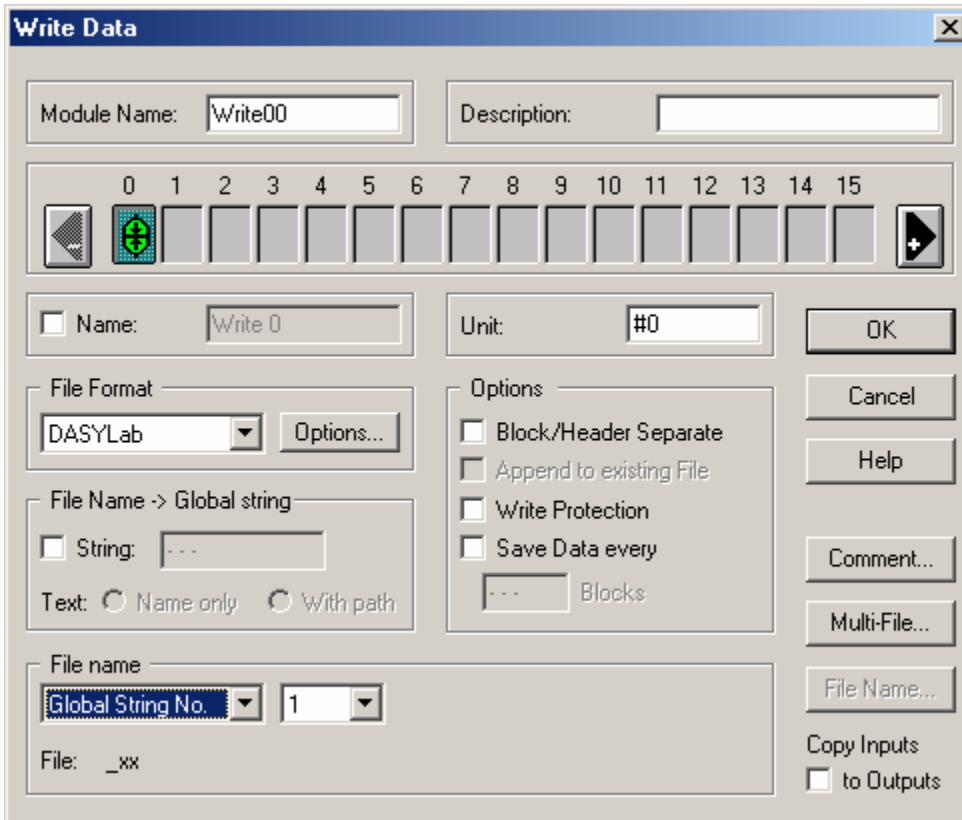 Write Data
Module Name: Write00 Description:
0 1 2 3 4 5 6 7 8 9 10 11 12 13 14 15
- +
Name: Write 0 Unit: #0 OK
File Format Options Cancel
DASYLab Options... Block/Header Separate
Append to existing File Help
File Name -> Global string Write Protection
String: - - - Save Data every Comment...
Text: Name only With path - - - Blocks
Multi-File...
File name
Global String No. 1 File Name...
File: _xx Copy Inputs
to Outputs